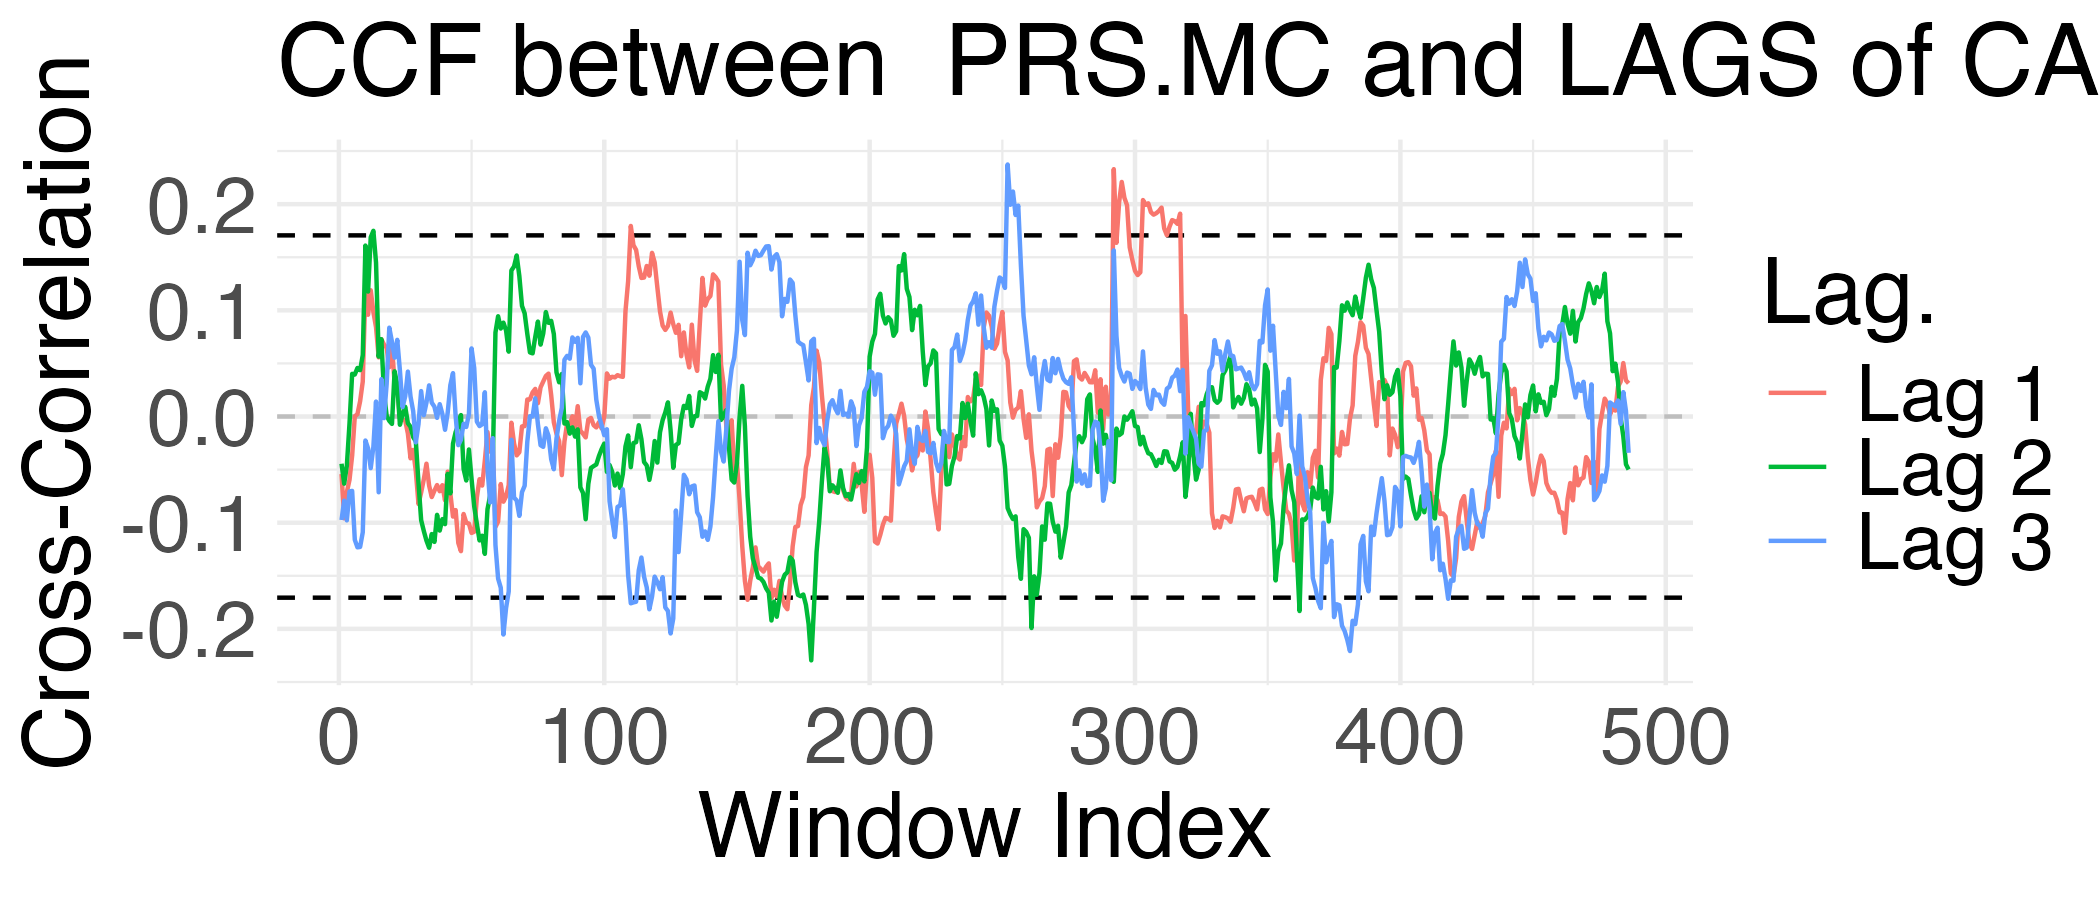 CCF between  PRS.MC and LAGS of CA
Cross-Correlation
0.2
0.1
0.0
-0.1
-0.2
0 100 200 300 400 500
Window Index
Lag.
Lag 1
Lag 2
Lag 3